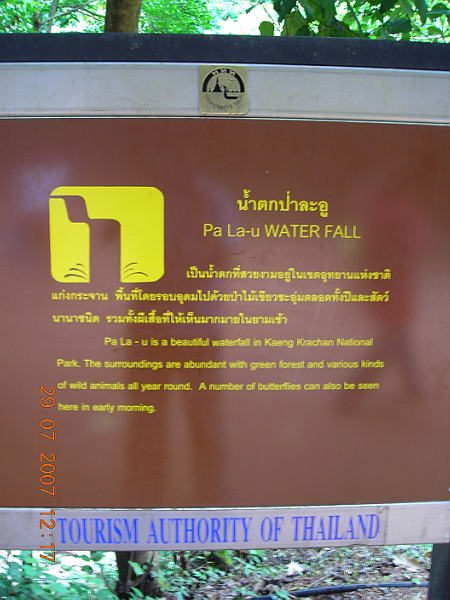 น้ำตกป่าละอู
Pa La-u WATER FALL
เป็นน้ำตกที่สวยงามอยู่ในเขตอุทยานแห่งชาติ
แก่งกระจาน พื้นที่โดยรอบอุดมไปด้วยป่าไม้เขียวชะอุ่มตลอดทั้งปีและสัตว์
นานาชนิด รวมทั้งผีเสื้อที่ให้เห็นมากมายในยามเช้า
Pa La - u is a beautiful waterfall in Kaeng Krachan National
Park. The surroundings are abundant with green forest and various kinds
of wild animals all year round. A number of butterflies can also be seen
here in early morning.
TOURISM AUTHORITY OF THAILAND
29.07.2007 12:17